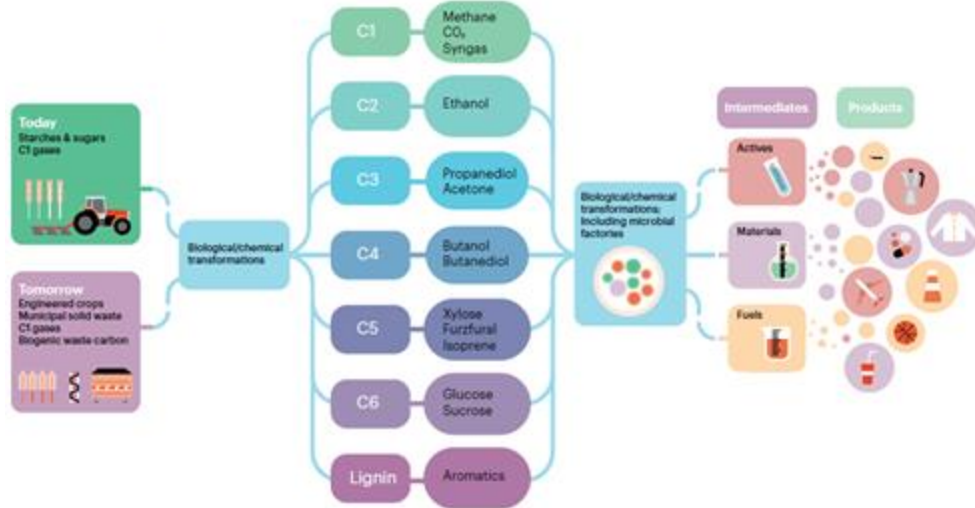 Today
Starches & sugars
C1 gases
Tomorrow
Engineered crops
Municipal solid waste
C1 gases
Biogenic waste carbon
Biological/chemical
transformations
C1
Methane
CO₂
Syngas
C2
Ethanol
C3
Propanediol
Acetone
C4
Butanol
Butanediol
C5
Xylose
Furzfural
Isoprene
C6
Glucose
Sucrose
Lignin
Aromatics
Biological/chemical
transformations;
Including microbial
factories
Intermediates
Products
Actives
Materials
Fuels